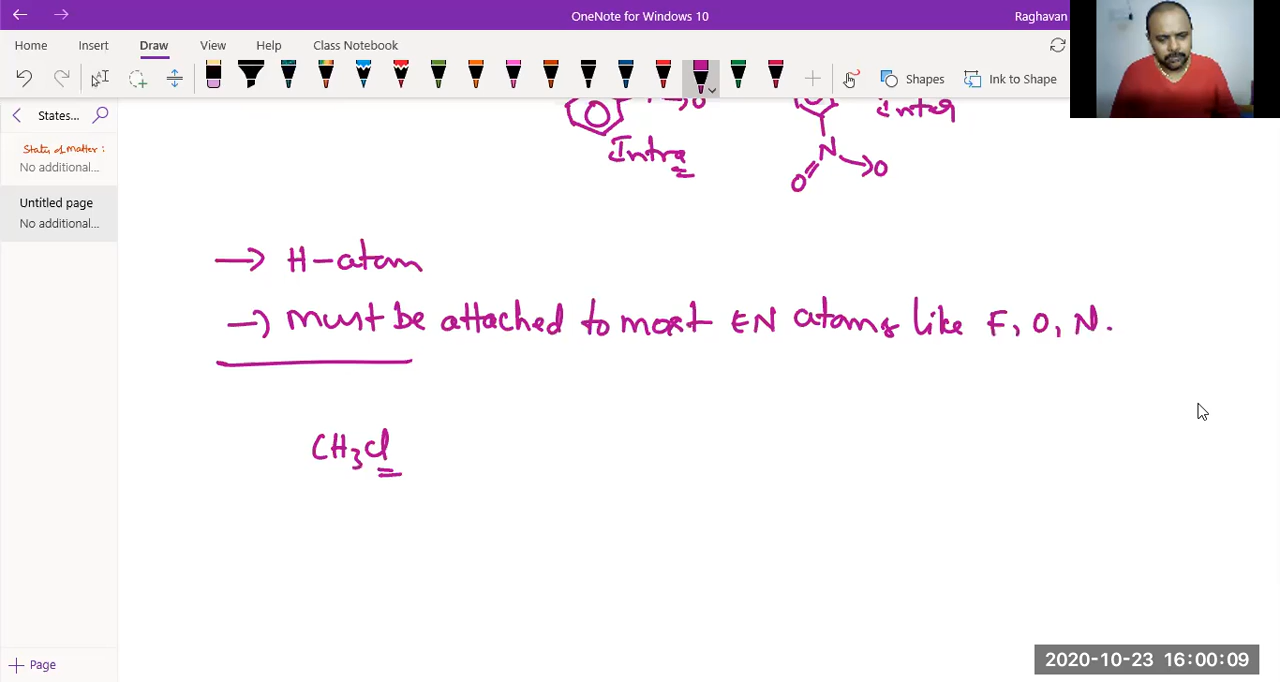 OneNote for Windows 10
Raghavan
Home Insert Draw View Help Class Notebook
Shapes Ink to Shape
States...
States of matter :
No additional...
Untitled page
No additional...
O Inter
Intra
N O
O
→ H-atom
→ must be attached to most EN atoms like F, O, N.
CH3Cl
Page
2020-10-23 16:00:09